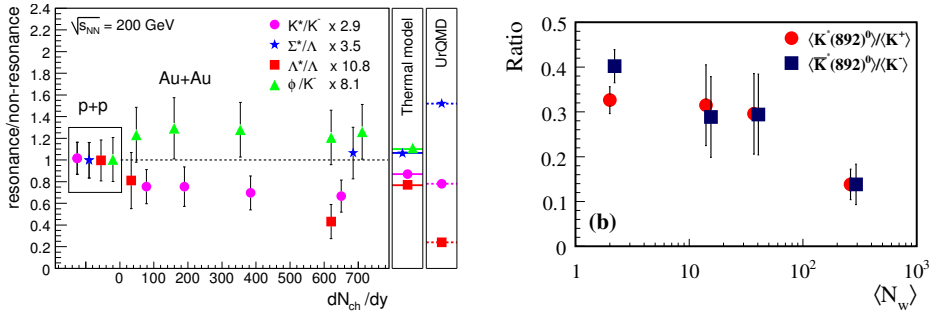 √s_NN = 200 GeV
K*/K⁻ x 2.9
Σ*/Λ x 3.5
Λ*/Λ x 10.8
ϕ/K⁻ x 8.1
p+p
Au+Au
resonance/non-resonance
2.4
2.2
2
1.8
1.6
1.4
1.2
1
0.8
0.6
0.4
0.2
0
0 100 200 300 400 500 600 700
dN_ch/dy
Thermal model
UrQMD
Ratio
0.5
0.4
0.3
0.2
0.1
0
⟨K*(892)⁰⟩/⟨K⁺⟩
⟨K̅*(892)⁰⟩/⟨K⁻⟩
(b)
1 10 10² 10³
⟨N_w⟩